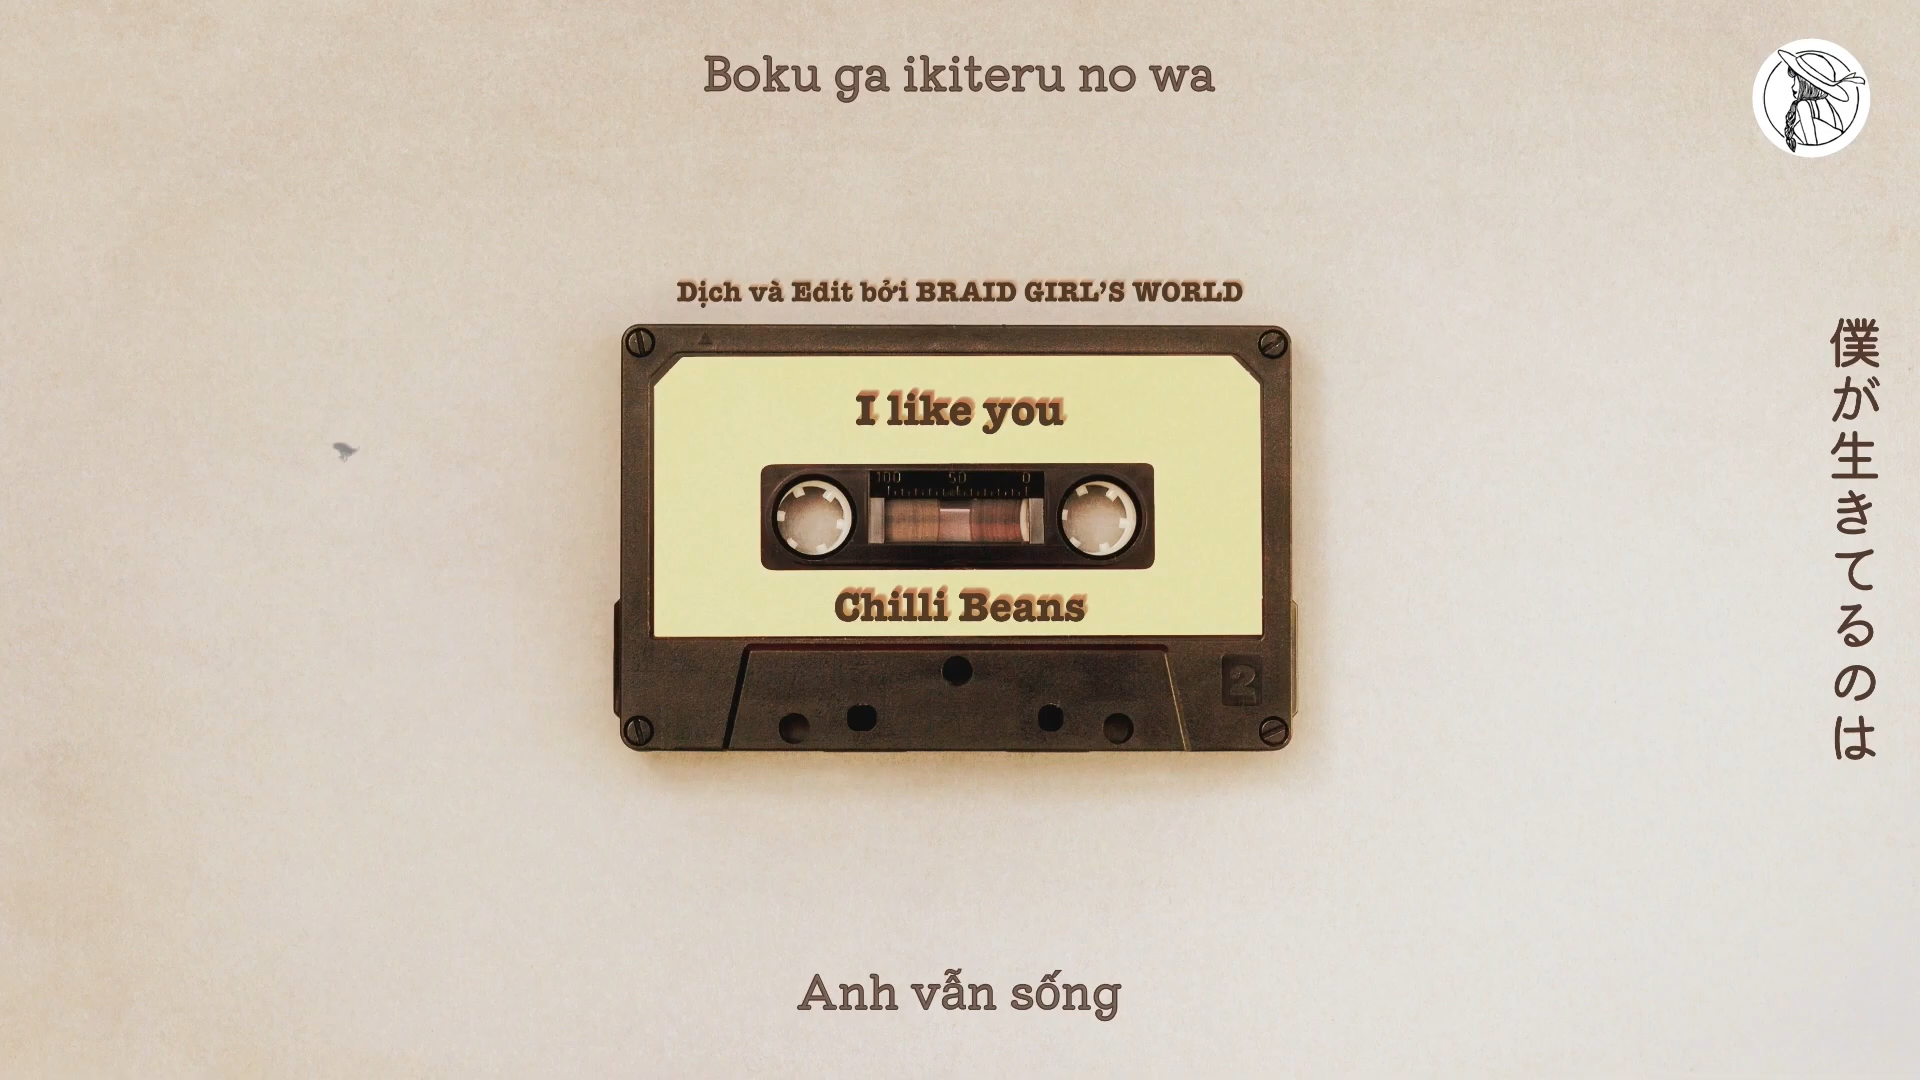 Boku ga ikiteru no wa
Dịch và Edit bởi BRAID GIRL'S WORLD
I like you
100 50 0
Chilli Beans
2
僕が生きてるのは
Anh vẫn sống